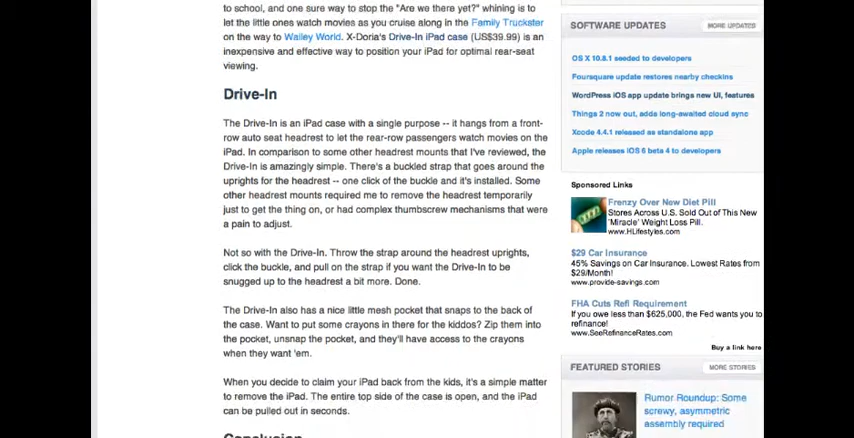 to school, and one sure way to stop the "Are we there yet?" whining is to
let the little ones watch movies as you cruise along in the Family Truckster
on the way to Walley World. X-Doria's Drive-In iPad case (US$39.99) is an
inexpensive and effective way to position your iPad for optimal rear-seat
viewing.
Drive-In
The Drive-In is an iPad case with a single purpose -- it hangs from a front-
row auto seat headrest to let the rear-row passengers watch movies on the
iPad. In comparison to some other headrest mounts that I've reviewed, the
Drive-In is amazingly simple. There's a buckled strap that goes around the
uprights for the headrest -- one click of the buckle and it's installed. Some
other headrest mounts required me to remove the headrest temporarily
just to get the thing on, or had complex thumbscrew mechanisms that were
a pain to adjust.
Not so with the Drive-In. Throw the strap around the headrest uprights,
click the buckle, and pull on the strap if you want the Drive-In to be
snugged up to the headrest a bit more. Done.
The Drive-In also has a nice little mesh pocket that snaps to the back of
the case. Want to put some crayons in there for the kiddos? Zip them into
the pocket, unsnap the pocket, and they'll have access to the crayons
when they want 'em.
When you decide to claim your iPad back from the kids, it's a simple matter
to remove the iPad. The entire top side of the case is open, and the iPad
can be pulled out in seconds.
Conclusion
SOFTWARE UPDATES
MORE UPDATES
OS X 10.8.1 seeded to developers
Foursquare update restores nearby checkins
WordPress iOS app update brings new UI, features
Things 2 now out, adds long-awaited cloud sync
Xcode 4.4.1 released as standalone app
Apple releases iOS 6 beta 4 to developers
Sponsored Links
Frenzy Over New Diet Pill
Stores Across U.S. Sold Out of This New
'Miracle' Weight Loss Pill.
www.HLifestyles.com
$29 Car Insurance
45% Savings on Car Insurance. Lowest Rates from
$29/Month!
www.provide-savings.com
FHA Cuts Refi Requirement
If you owe less than $625,000, the Fed wants you to
refinance!
www.SeeRefinanceRates.com
Buy a link here
FEATURED STORIES
MORE STORIES
Rumor Roundup: Some
screwy, asymmetric
assembly required